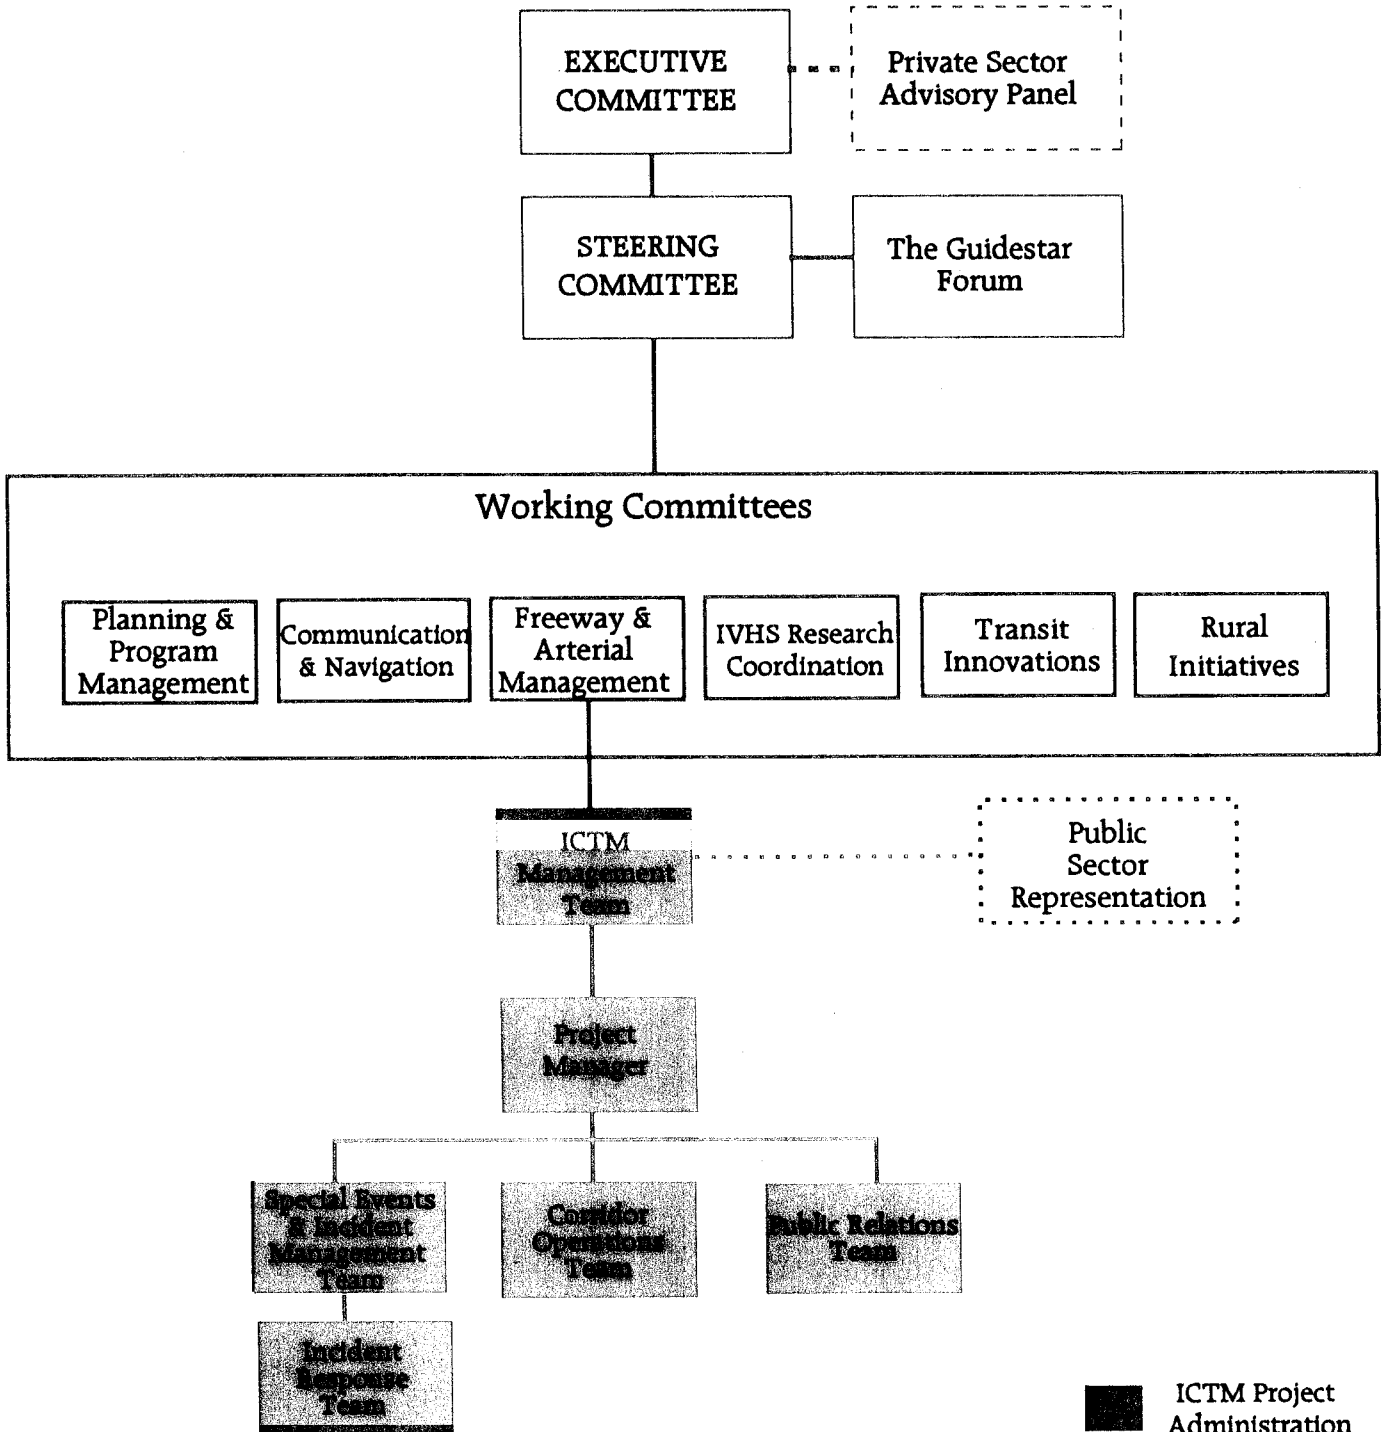 EXECUTIVE
COMMITTEE
Private Sector
Advisory Panel
STEERING
COMMITTEE
The Guidestar
Forum
Working Committees
Planning &
Program
Management
Communication
& Navigation
Freeway &
Arterial
Management
IVHS Research
Coordination
Transit
Innovations
Rural
Initiatives
ICTM
Management
Team
Public
Sector
Representation
Project
Manager
Special Events
& Incident
Management
Team
Corridor
Operations
Team
Public Relations
Team
Incident
Response
Team
ICTM Project
Administration